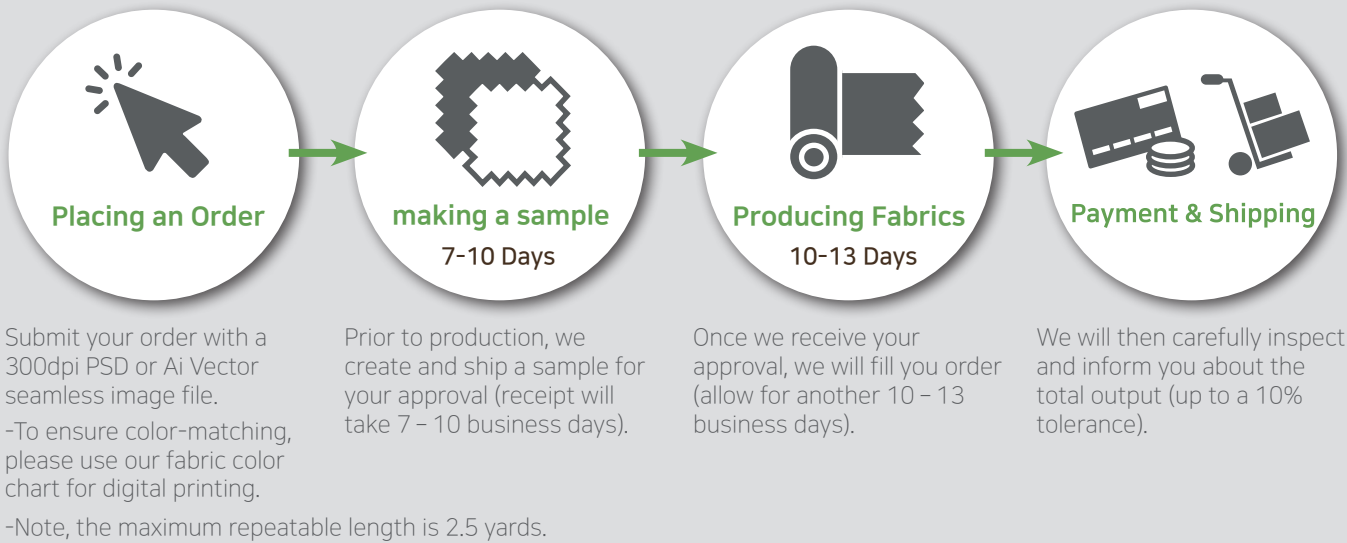 Placing an Order
making a sample
7-10 Days
Producing Fabrics
10-13 Days
Payment & Shipping
Submit your order with a
300dpi PSD or Ai Vector
seamless image file.
-To ensure color-matching,
please use our fabric color
chart for digital printing.
-Note, the maximum repeatable length is 2.5 yards.
Prior to production, we
create and ship a sample for
your approval (receipt will
take 7 – 10 business days).
Once we receive your
approval, we will fill you order
(allow for another 10 – 13
business days).
We will then carefully inspect
and inform you about the
total output (up to a 10%
tolerance).